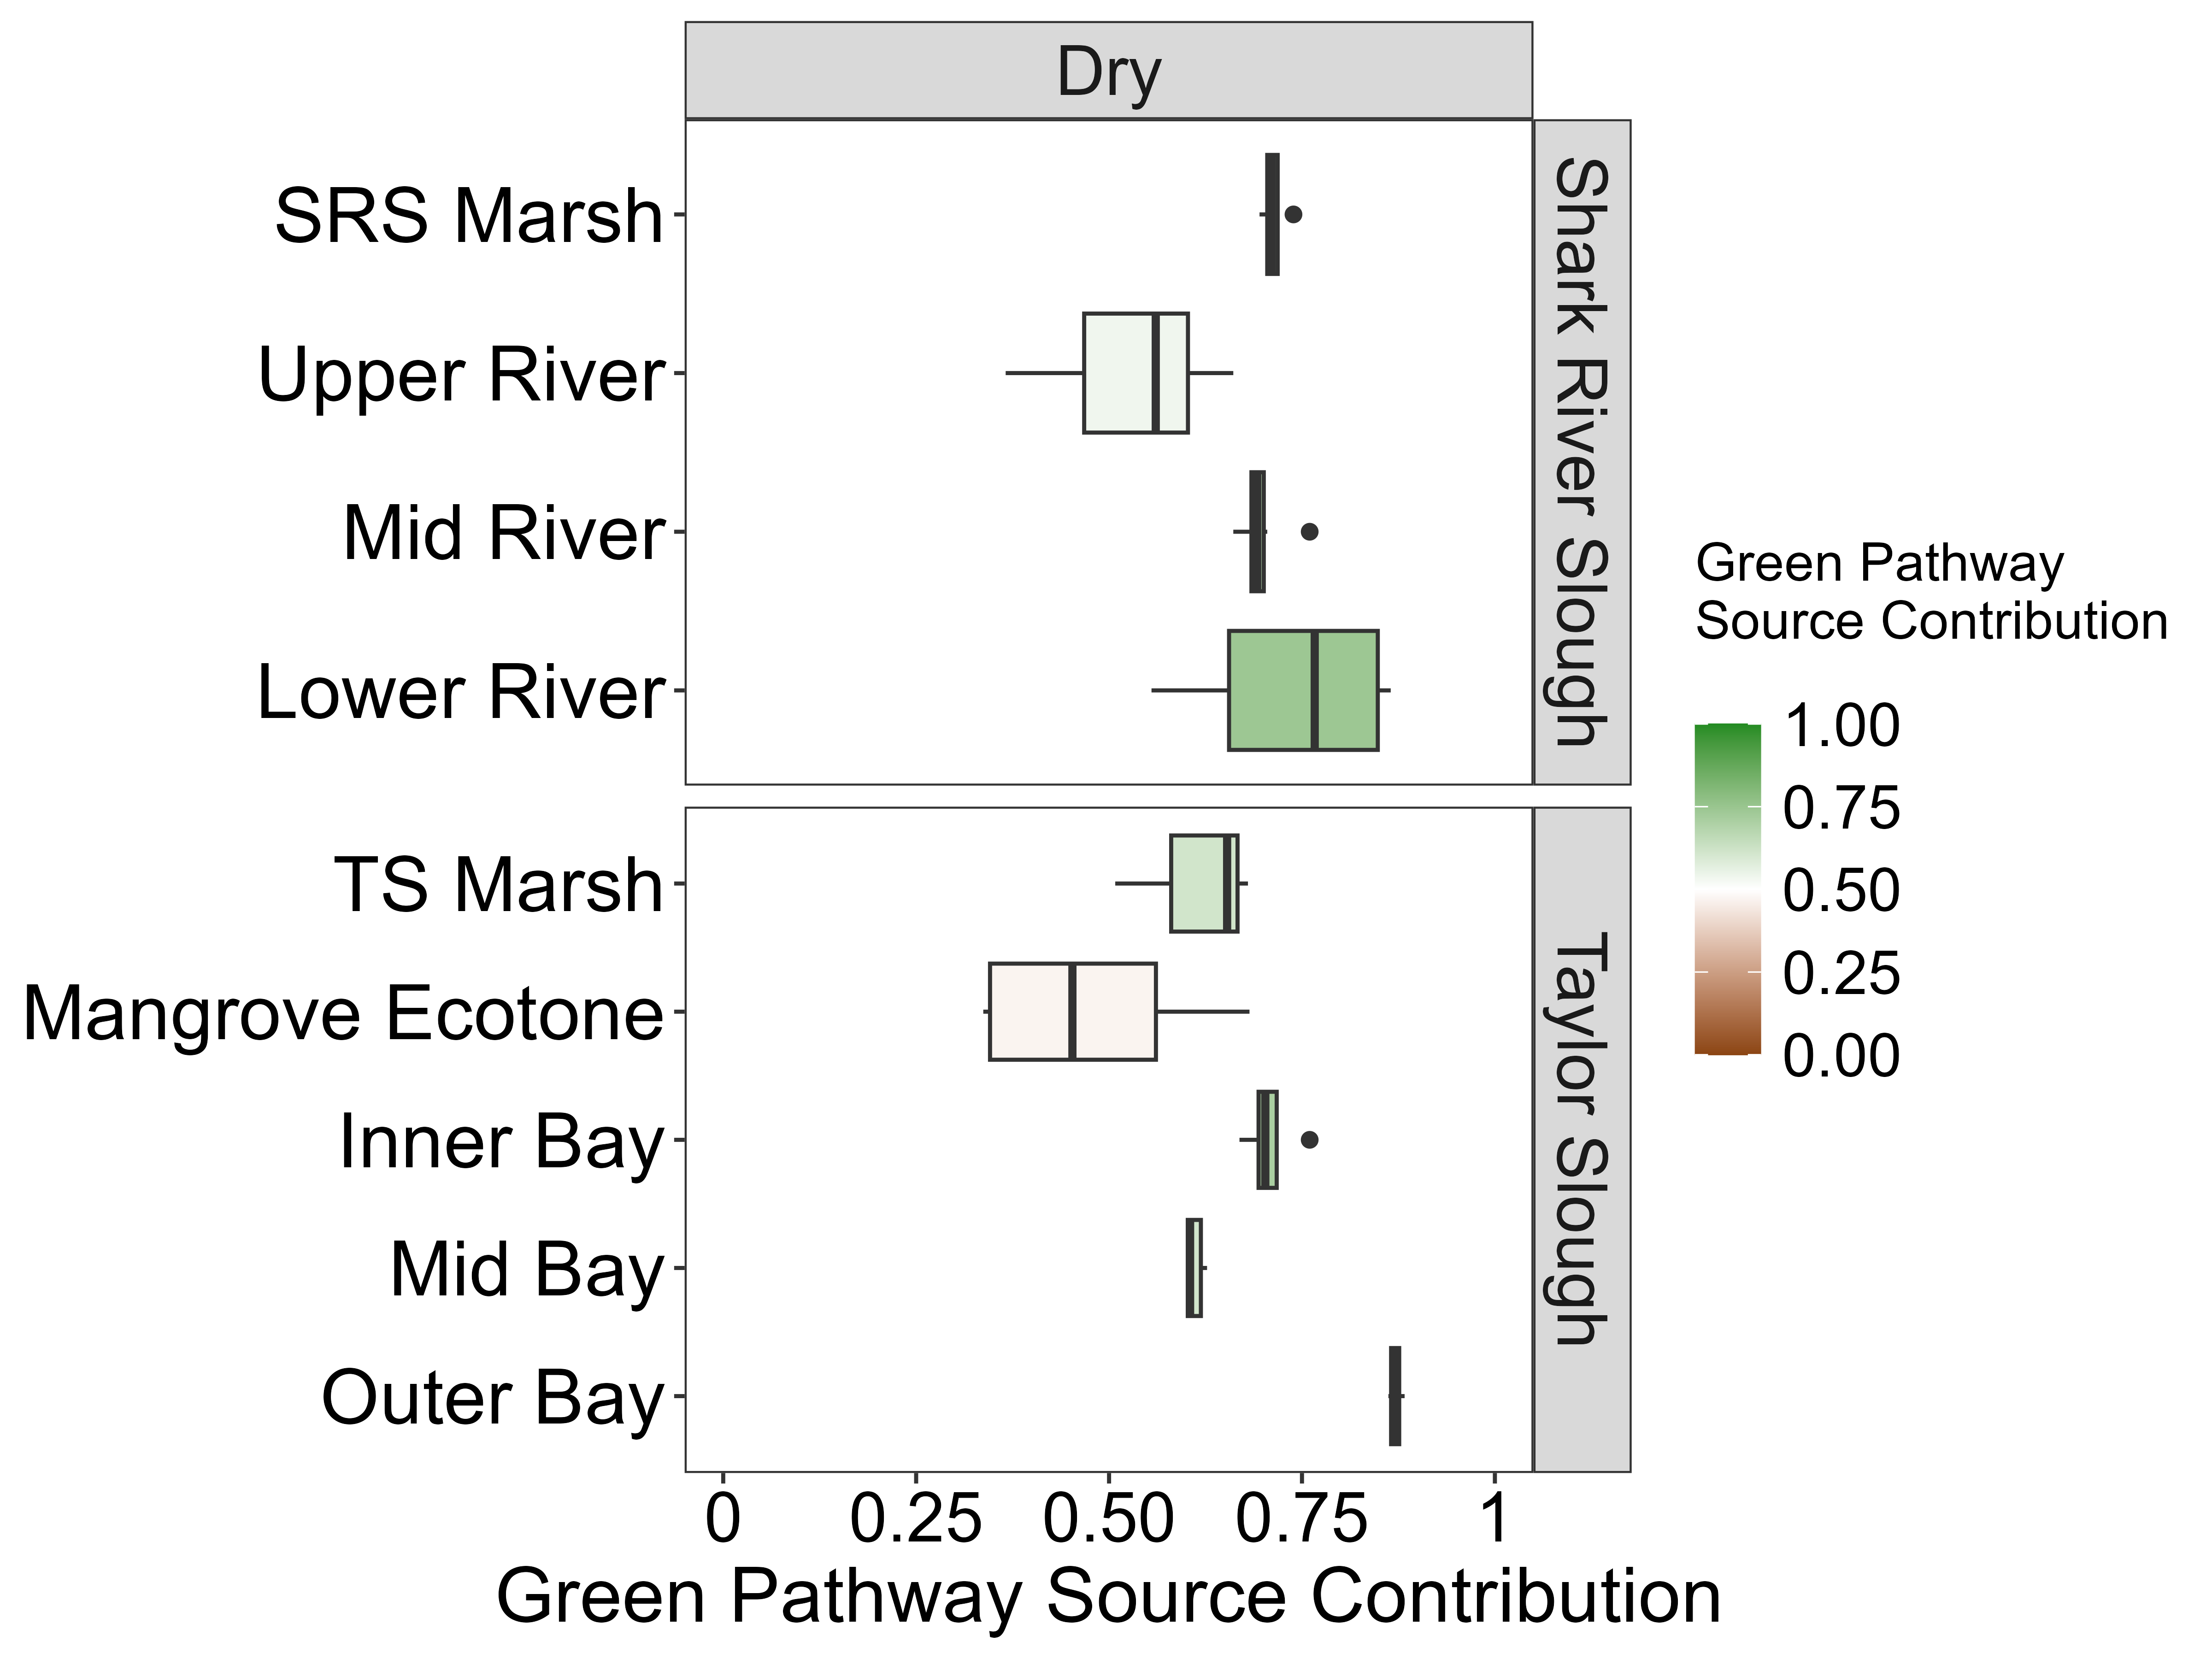 Dry
Shark River Slough
SRS Marsh
Upper River
Mid River
Lower River
Taylor Slough
TS Marsh
Mangrove Ecotone
Inner Bay
Mid Bay
Outer Bay
0 0.25 0.50 0.75 1
Green Pathway Source Contribution
Green Pathway
Source Contribution
1.00
0.75
0.50
0.25
0.00